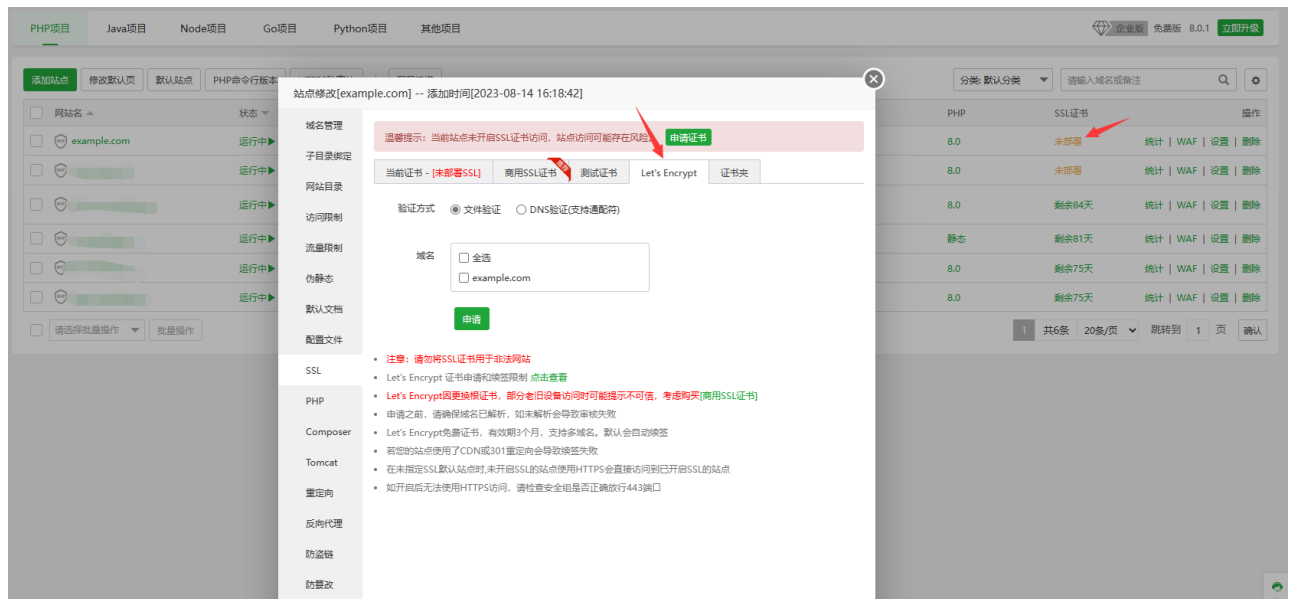 PHP项目 Java项目 Node项目 Go项目 Python项目 其他项目 企业版 免费版 8.0.1 立即升级
添加站点 修改默认页 默认站点 PHP命令行版本 分类: 默认分类 请输入域名或备注
站点修改[example.com] -- 添加时间[2023-08-14 16:18:42]
网站名 状态 PHP SSL证书 操作
example.com 运行中 8.0 未部署 统计 | WAF | 设置 | 删除
运行中 8.0 未部署 统计 | WAF | 设置 | 删除
运行中 8.0 剩余84天 统计 | WAF | 设置 | 删除
运行中 静态 剩余81天 统计 | WAF | 设置 | 删除
运行中 8.0 剩余75天 统计 | WAF | 设置 | 删除
运行中 8.0 剩余75天 统计 | WAF | 设置 | 删除
请选择批量操作 批量操作 1 共6条 20条/页 跳转到 1 页 确认
域名管理
子目录绑定
网站目录
访问限制
流量限制
伪静态
默认文档
配置文件
SSL
PHP
Composer
Tomcat
重定向
反向代理
防盗链
防篡改
温馨提示：当前站点未开启SSL证书访问，站点访问可能存在风险。 申请证书
当前证书 - [未部署SSL] 商用SSL证书 测试证书 Let's Encrypt 证书夹
验证方式 文件验证 DNS验证(支持通配符)
域名 全选
example.com
申请
注意：请勿将SSL证书用于非法网站
Let's Encrypt 证书申请和续签限制 点击查看
Let's Encrypt因更换根证书，部分老旧设备访问时可能提示不可信，考虑购买[商用SSL证书]
申请之前，请确保域名已解析，如未解析会导致审核失败
Let's Encrypt免费证书，有效期3个月，支持多域名。默认会自动续签
若您的站点使用了CDN或301重定向会导致续签失败
在未指定SSL默认站点时,未开启SSL的站点使用HTTPS会直接访问到已开启SSL的站点
如开启后无法使用HTTPS访问，请检查安全组是否正确放行443端口